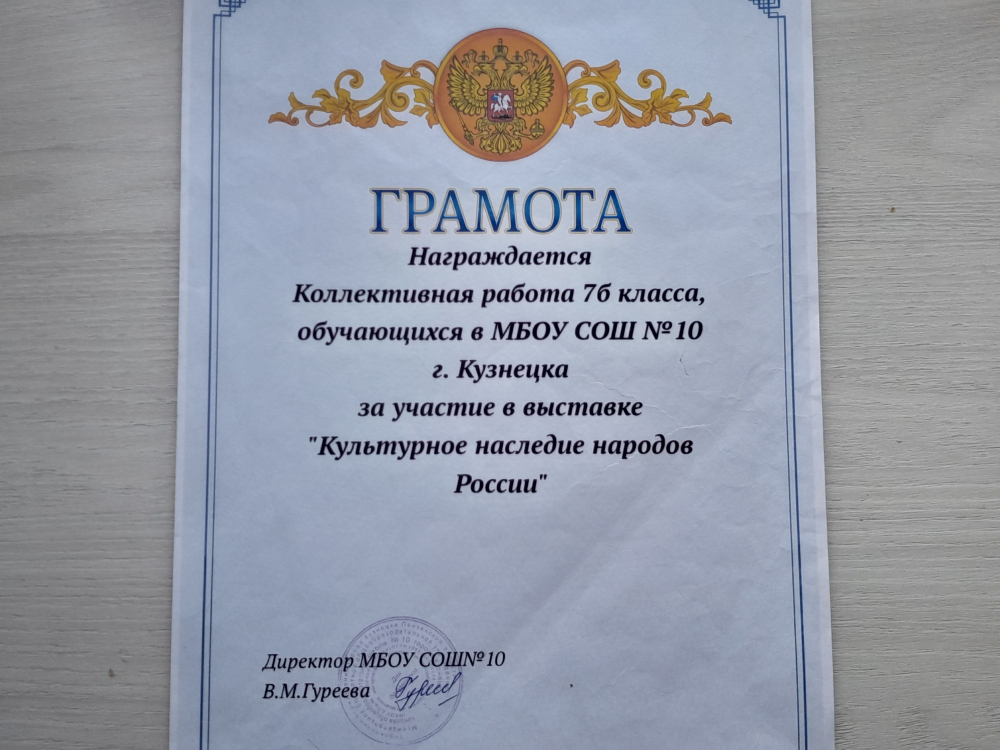 ГРАМОТА
Награждается
Коллективная работа 7б класса,
обучающихся в МБОУ СОШ №10
г. Кузнецка
за участие в выставке
"Культурное наследие народов
России"
Директор МБОУ СОШ№10
В.М.Гуреева